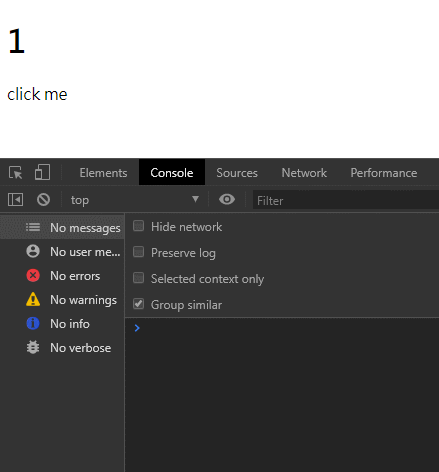 1
click me
Elements Console Sources Network Performance
top Filter
No messages
No user me...
No errors
No warnings
No info
No verbose
Hide network
Preserve log
Selected context only
Group similar